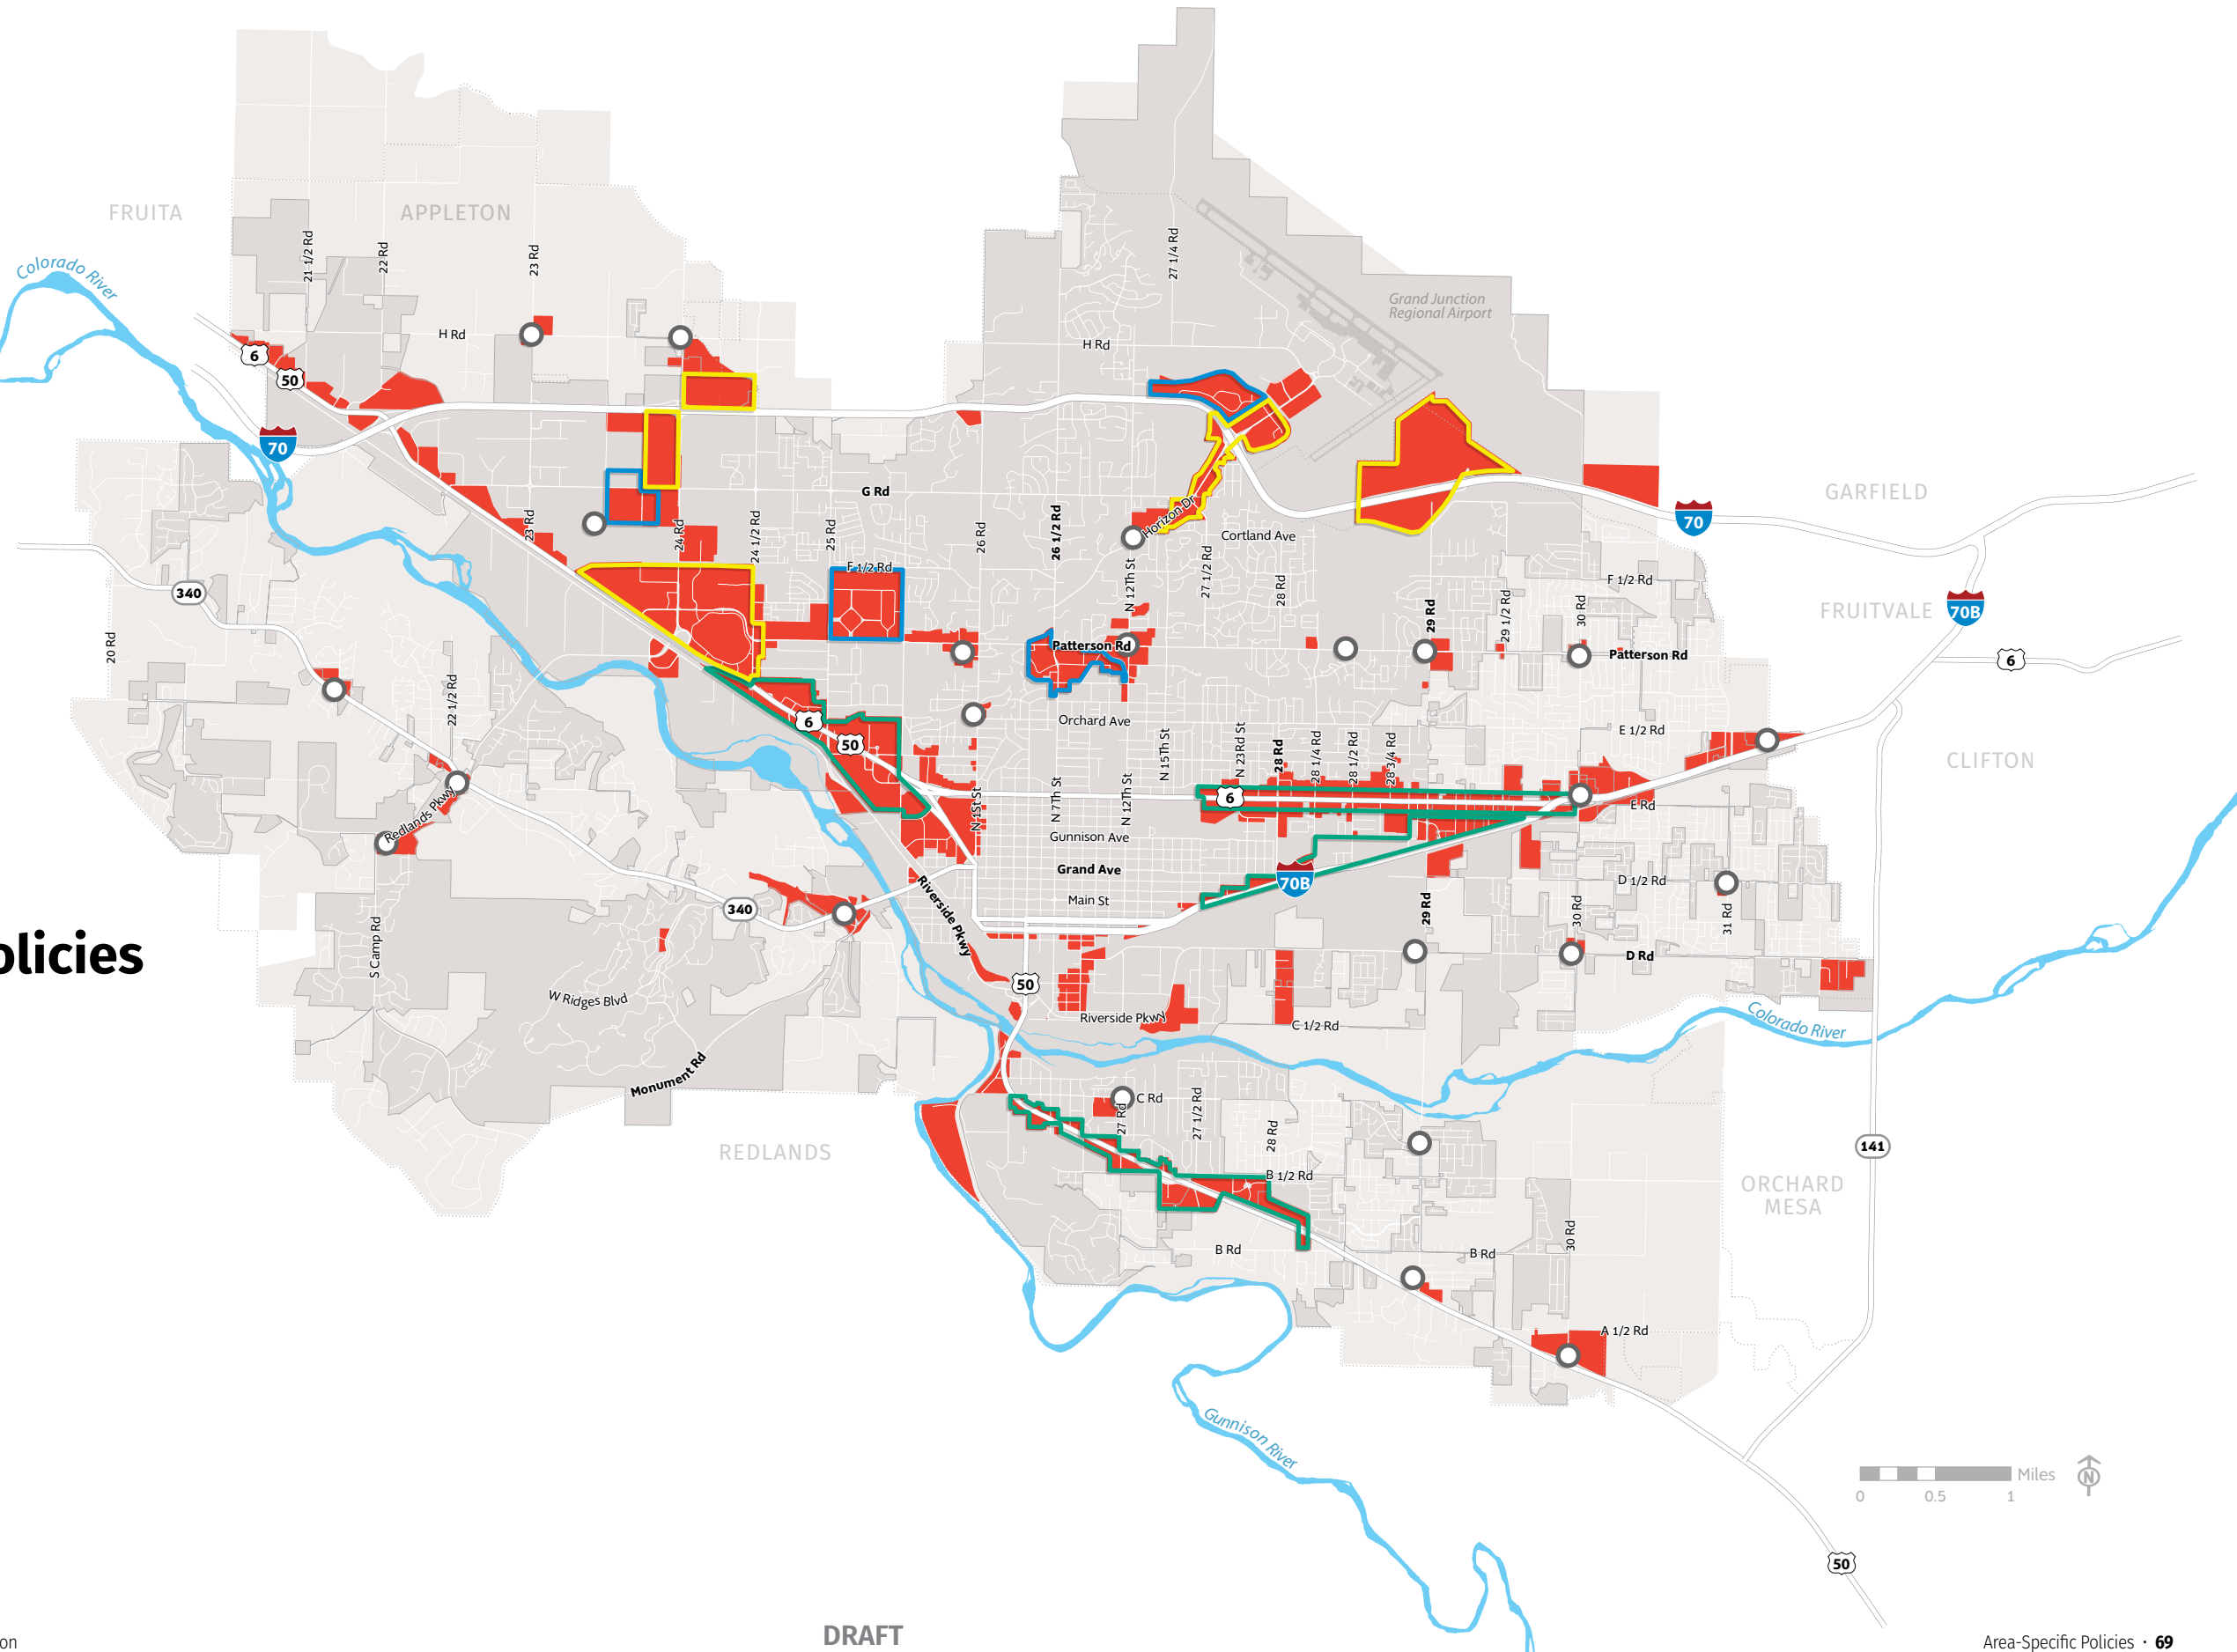 FRUITA
APPLETON
Colorado River
21 1/2 Rd
22 Rd
23 Rd
27 1/4 Rd
Grand Junction
Regional Airport
H Rd
H Rd
6
50
70
G Rd
GARFIELD
70
23 Rd
24 Rd
24 1/2 Rd
25 Rd
26 Rd
26 1/2 Rd
Horizon Dr
Cortland Ave
N 12Th St
27 1/2 Rd
28 Rd
F 1/2 Rd
F 1/2 Rd
340
20 Rd
29 Rd
29 1/2 Rd
30 Rd
FRUITVALE
70B
Patterson Rd
Patterson Rd
6
22 1/2 Rd
6
50
Orchard Ave
E 1/2 Rd
N 15Th St
N 23Rd St
28 Rd
28 1/4 Rd
28 1/2 Rd
28 3/4 Rd
CLIFTON
Redlands Pkwy
N 1St St
N 7Th St
N 12Th St
6
E Rd
Gunnison Ave
Grand Ave
70B
D 1/2 Rd
Main St
340
Riverside Pkwy
29 Rd
30 Rd
31 Rd
olicies
S Camp Rd
D Rd
W Ridges Blvd
50
Riverside Pkwy
C 1/2 Rd
Colorado River
Monument Rd
C Rd
27 Rd
27 1/2 Rd
28 Rd
REDLANDS
141
B 1/2 Rd
ORCHARD
MESA
B Rd
B Rd
30 Rd
A 1/2 Rd
Gunnison River
Miles
0
0.5
1
N
50
on
DRAFT
Area-Specific Policies · 69